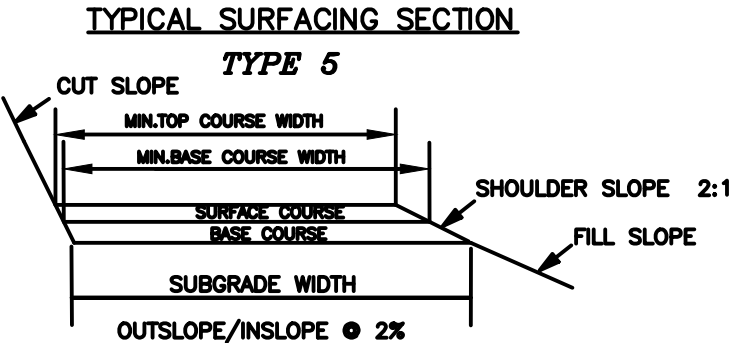 TYPICAL SURFACING SECTION
TYPE 5
CUT SLOPE
MIN.TOP COURSE WIDTH
MIN.BASE COURSE WIDTH
SHOULDER SLOPE 2:1
SURFACE COURSE
BASE COURSE
FILL SLOPE
SUBGRADE WIDTH
OUTSLOPE/INSLOPE @ 2%